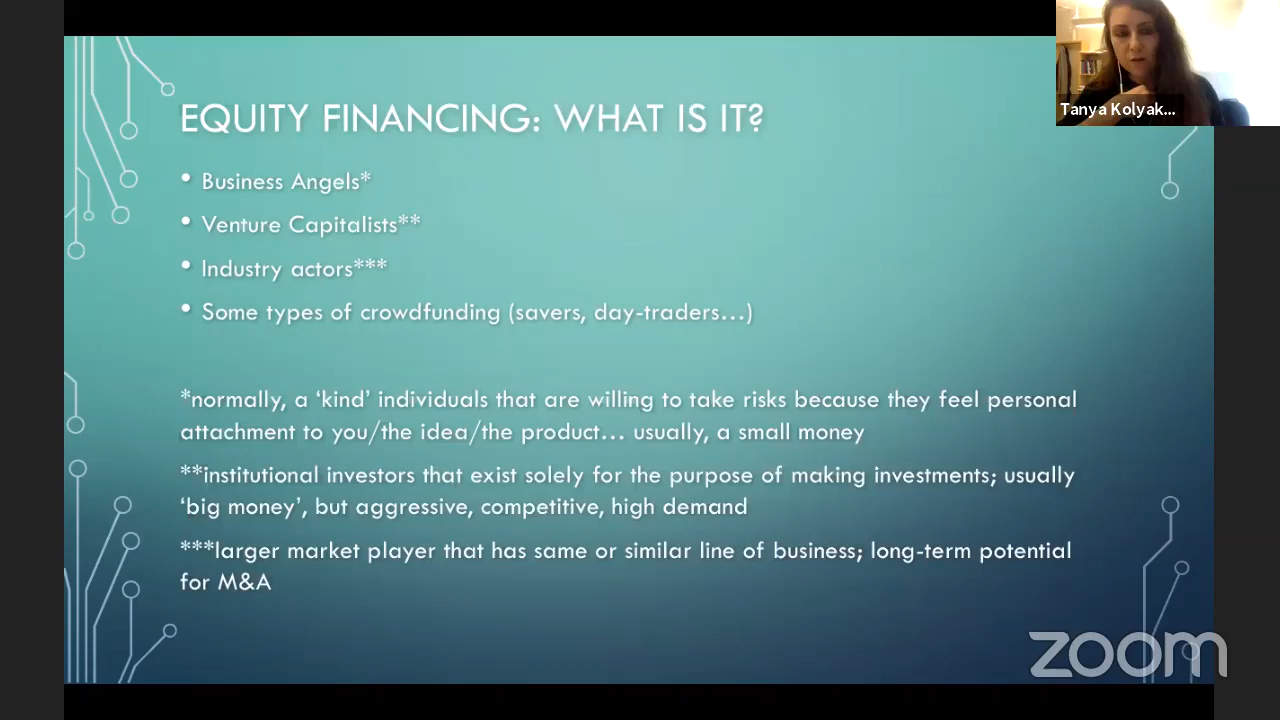 EQUITY FINANCING: WHAT IS IT?
• Business Angels*
• Venture Capitalists**
• Industry actors***
• Some types of crowdfunding (savers, day-traders...)
*normally, a ‘kind’ individuals that are willing to take risks because they feel personal
attachment to you/the idea/the product... usually, a small money
**institutional investors that exist solely for the purpose of making investments; usually
‘big money’, but aggressive, competitive, high demand
***larger market player that has same or similar line of business; long-term potential
for M&A
Tanya Kolyak...
zoom